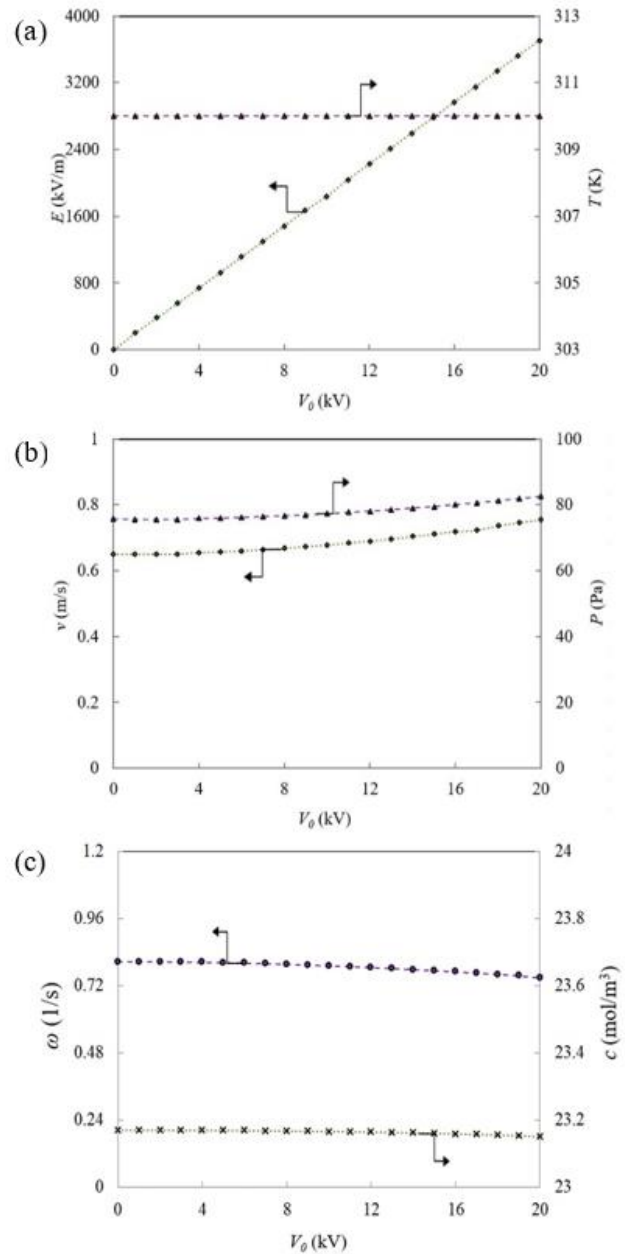 (a)
4000
3200
2400
1600
800
0
E (kV/m)
313
311
309
307
305
303
T (K)
0 4 8 12 16 20
V0 (kV)
(b)
1
0.8
0.6
0.4
0.2
0
v (m/s)
100
80
60
40
20
0
P (Pa)
0 4 8 12 16 20
V0 (kV)
(c)
1.2
0.96
0.72
0.48
0.24
0
ω (1/s)
24
23.8
23.6
23.4
23.2
23
c (mol/m³)
0 4 8 12 16 20
V0 (kV)